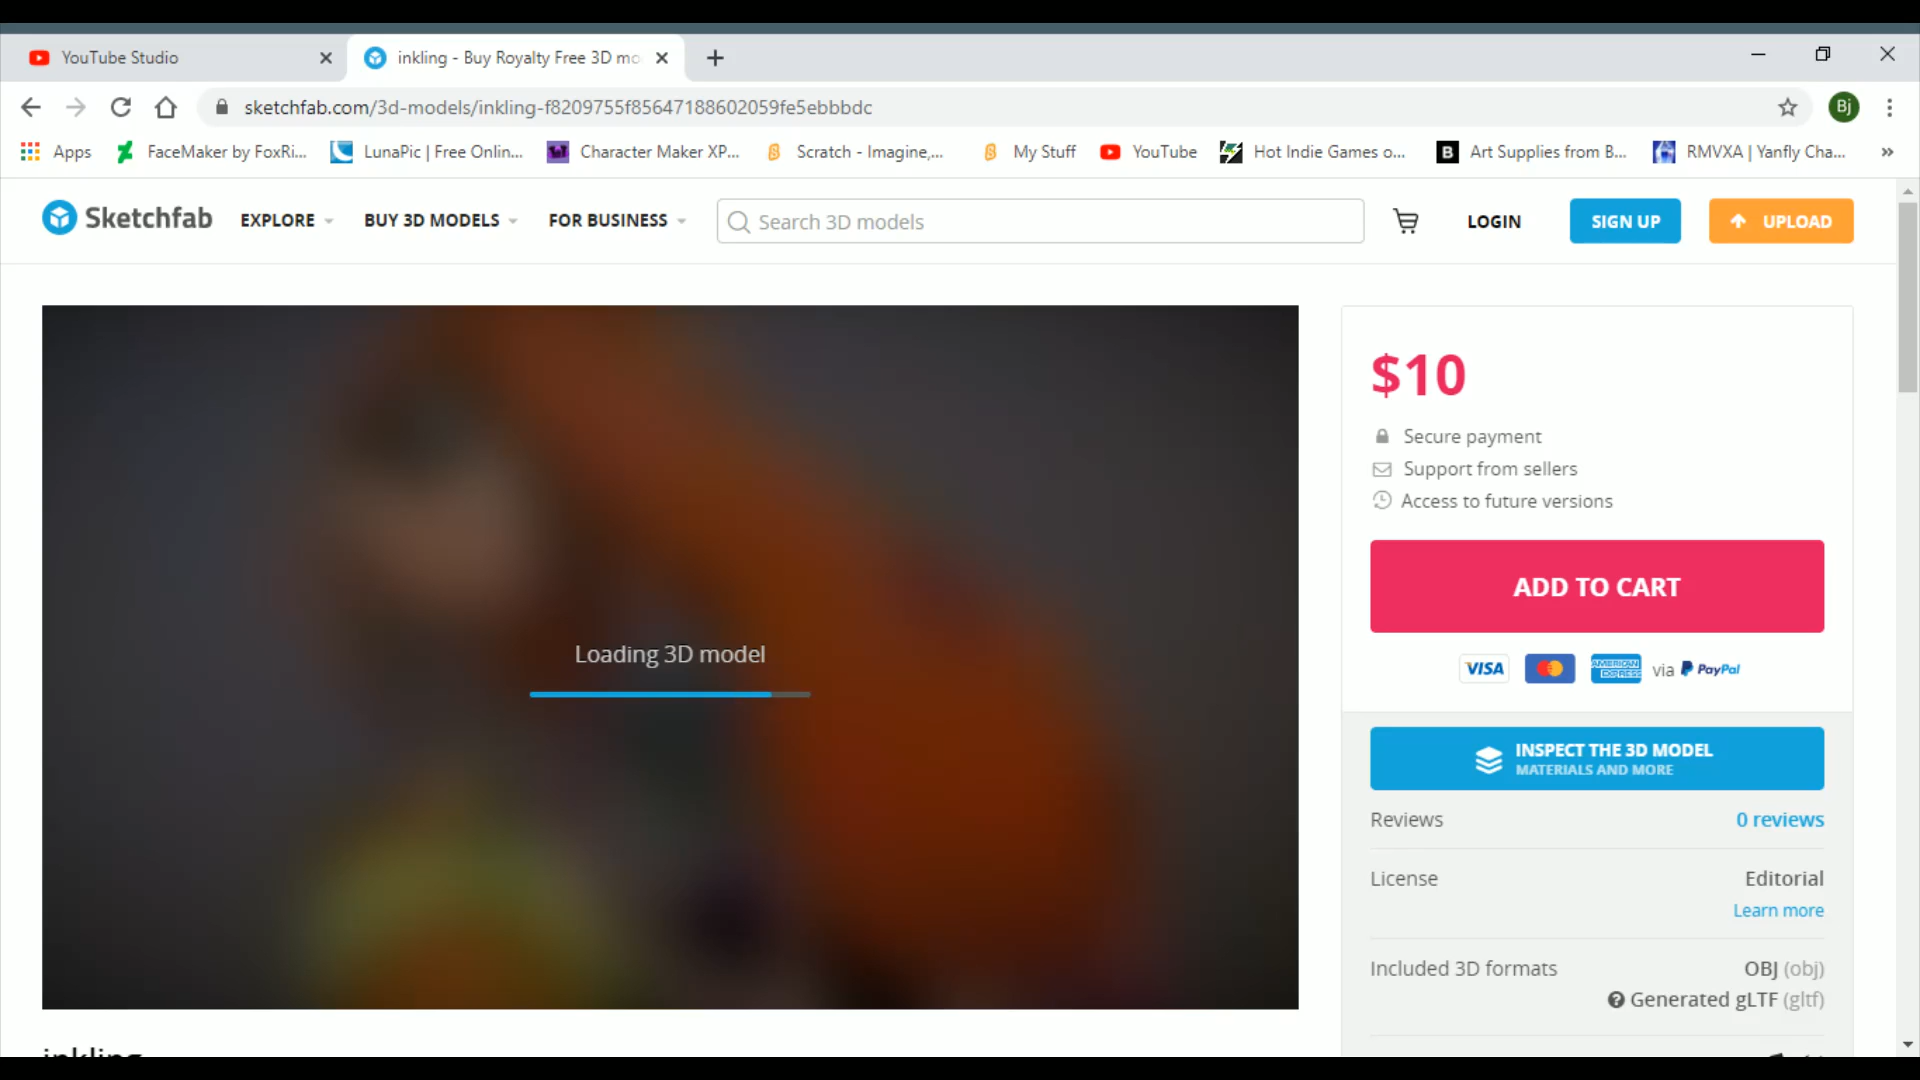 YouTube Studio
inkling - Buy Royalty Free 3D mo
sketchfab.com/3d-models/inkling-f8209755f85647188602059fe5ebbbdc
Bj
Apps
FaceMaker by FoxRi...
LunaPic | Free Onlin...
Character Maker XP...
Scratch - Imagine,...
My Stuff
YouTube
Hot Indie Games o...
B
Art Supplies from B...
RMVXA | Yanfly Cha...
»
Sketchfab
EXPLORE
BUY 3D MODELS
FOR BUSINESS
Search 3D models
LOGIN
SIGN UP
UPLOAD
Loading 3D model
$10
Secure payment
Support from sellers
Access to future versions
ADD TO CART
VISA
AMERICAN EXPRESS
via PayPal
INSPECT THE 3D MODEL
MATERIALS AND MORE
Reviews
0 reviews
License
Editorial
Learn more
Included 3D formats
OBJ (obj)
Generated gLTF (gltf)
inkling